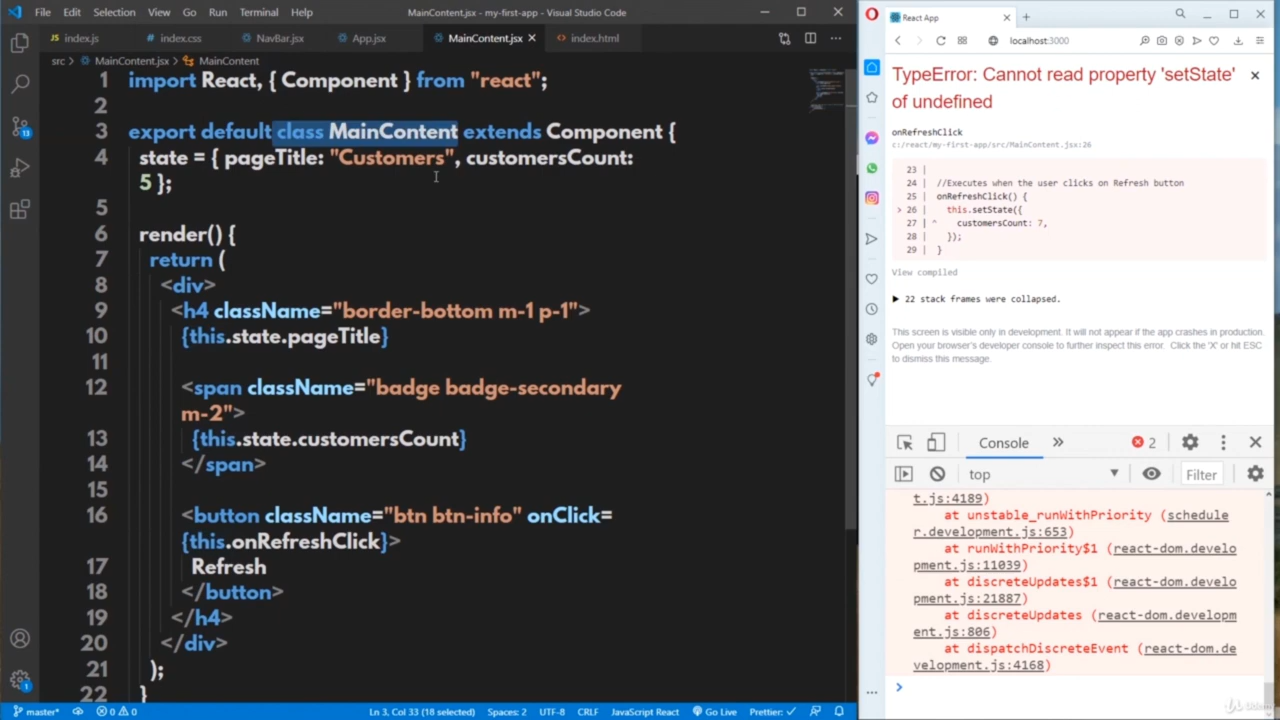 File Edit Selection View Go Run Terminal Help MainContent.jsx - my-first-app - Visual Studio Code
index.js index.css NavBar.jsx App.jsx MainContent.jsx index.html
src > MainContent.jsx > MainContent
1 import React, { Component } from "react";
2
3 export default class MainContent extends Component {
4 state = { pageTitle: "Customers", customersCount:
5 };
5
6 render() {
7 return (
8 <div>
9 <h4 className="border-bottom m-1 p-1">
10 {this.state.pageTitle}
11
12 <span className="badge badge-secondary
m-2">
13 {this.state.customersCount}
14 </span>
15
16 <button className="btn btn-info" onClick=
{this.onRefreshClick}>
17 Refresh
18 </button>
19 </h4>
20 </div>
21 );
22 }
13
1
master* 0 0 Ln 3, Col 33 (18 selected) Spaces: 2 UTF-8 CRLF JavaScript React Go Live Prettier: ✓
React App
localhost:3000
TypeError: Cannot read property 'setState'
of undefined
onRefreshClick
c:/react/my-first-app/src/MainContent.jsx:26
23 |
24 | //Executes when the user clicks on Refresh button
25 | onRefreshClick() {
> 26 | this.setState({
27 | ^ customersCount: 7,
28 | });
29 | }
View compiled
▶ 22 stack frames were collapsed.
This screen is visible only in development. It will not appear if the app crashes in production.
Open your browser's developer console to further inspect this error. Click the 'X' or hit ESC
to dismiss this message.
Console » 2
top Filter
t.js:4189)
at unstable_runWithPriority (schedule
r.development.js:653)
at runWithPriority$1 (react-dom.develo
pment.js:11039)
at discreteUpdates$1 (react-dom.develo
pment.js:21887)
at discreteUpdates (react-dom.developm
ent.js:806)
at dispatchDiscreteEvent (react-dom.de
velopment.js:4168)
>
Udemy